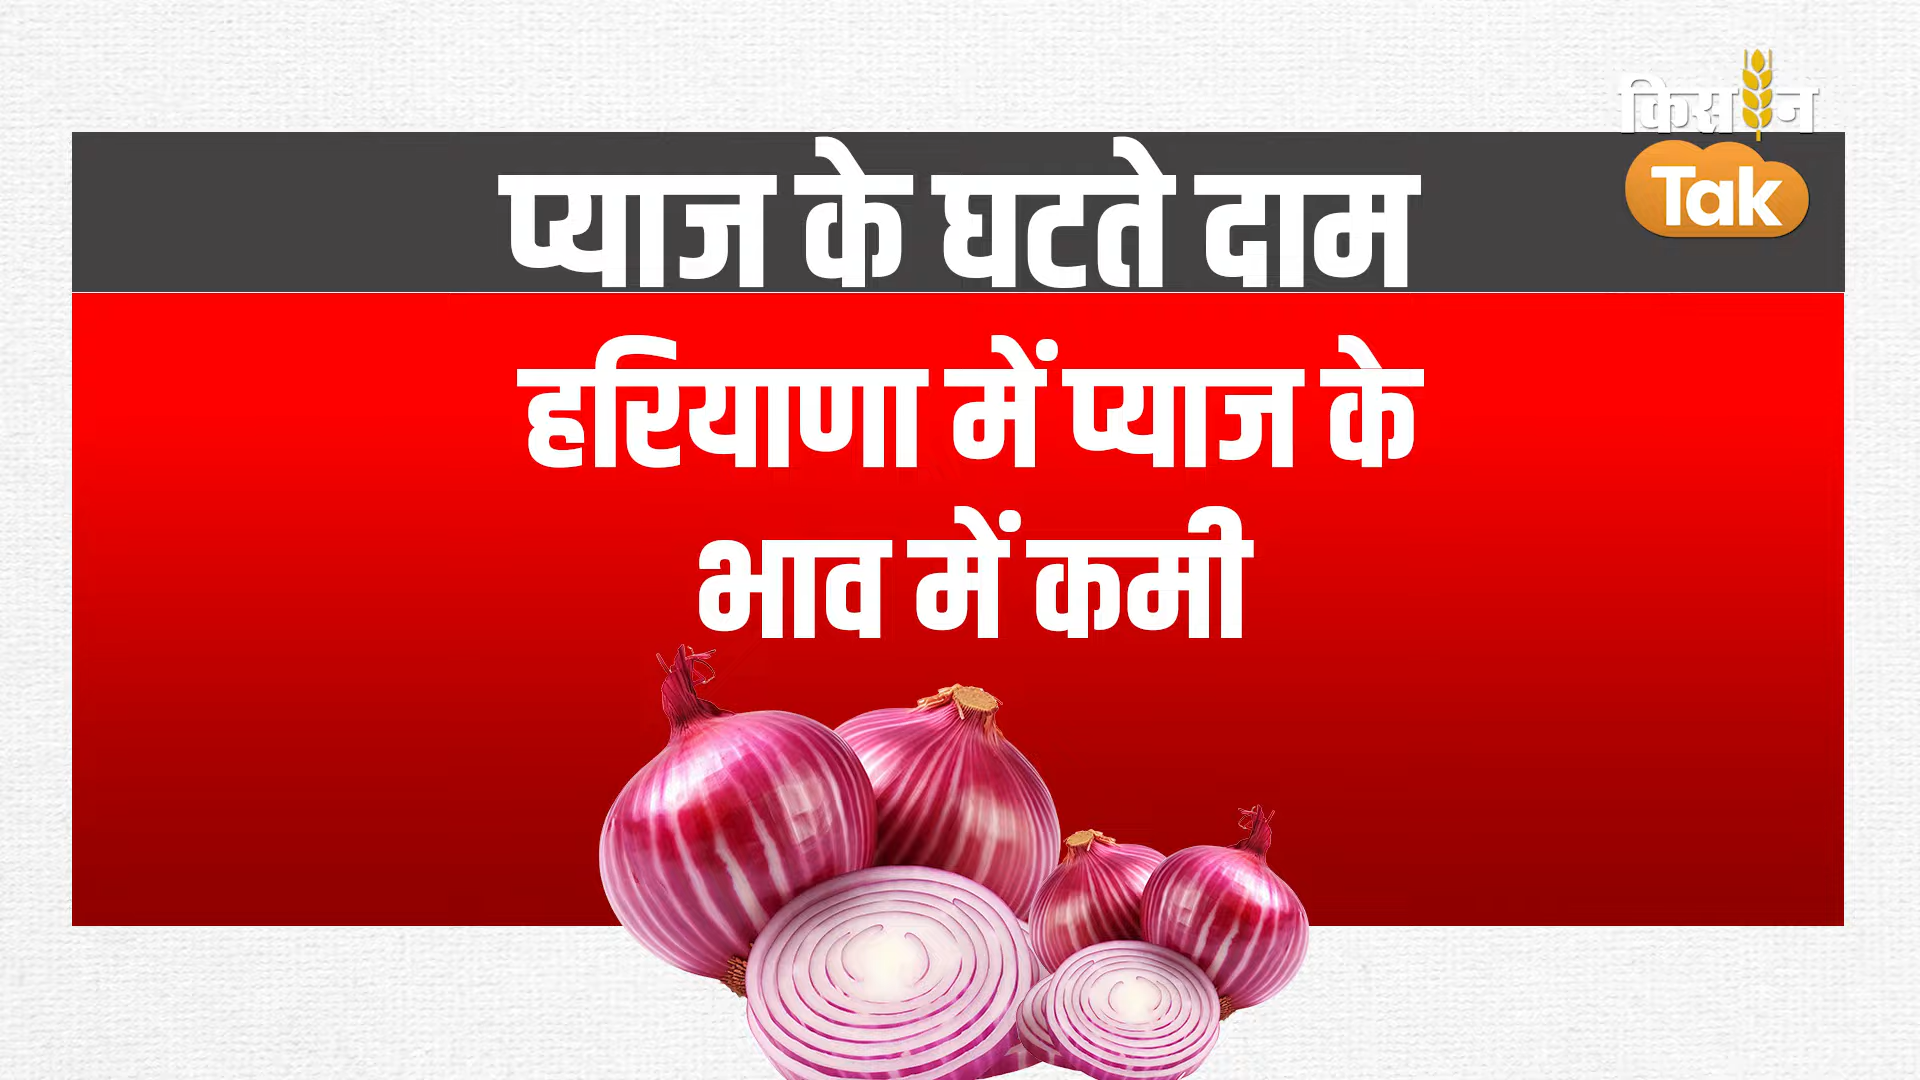 किसान
Tak
प्याज के घटते दाम
हरियाणा में प्याज के
भाव में कमी